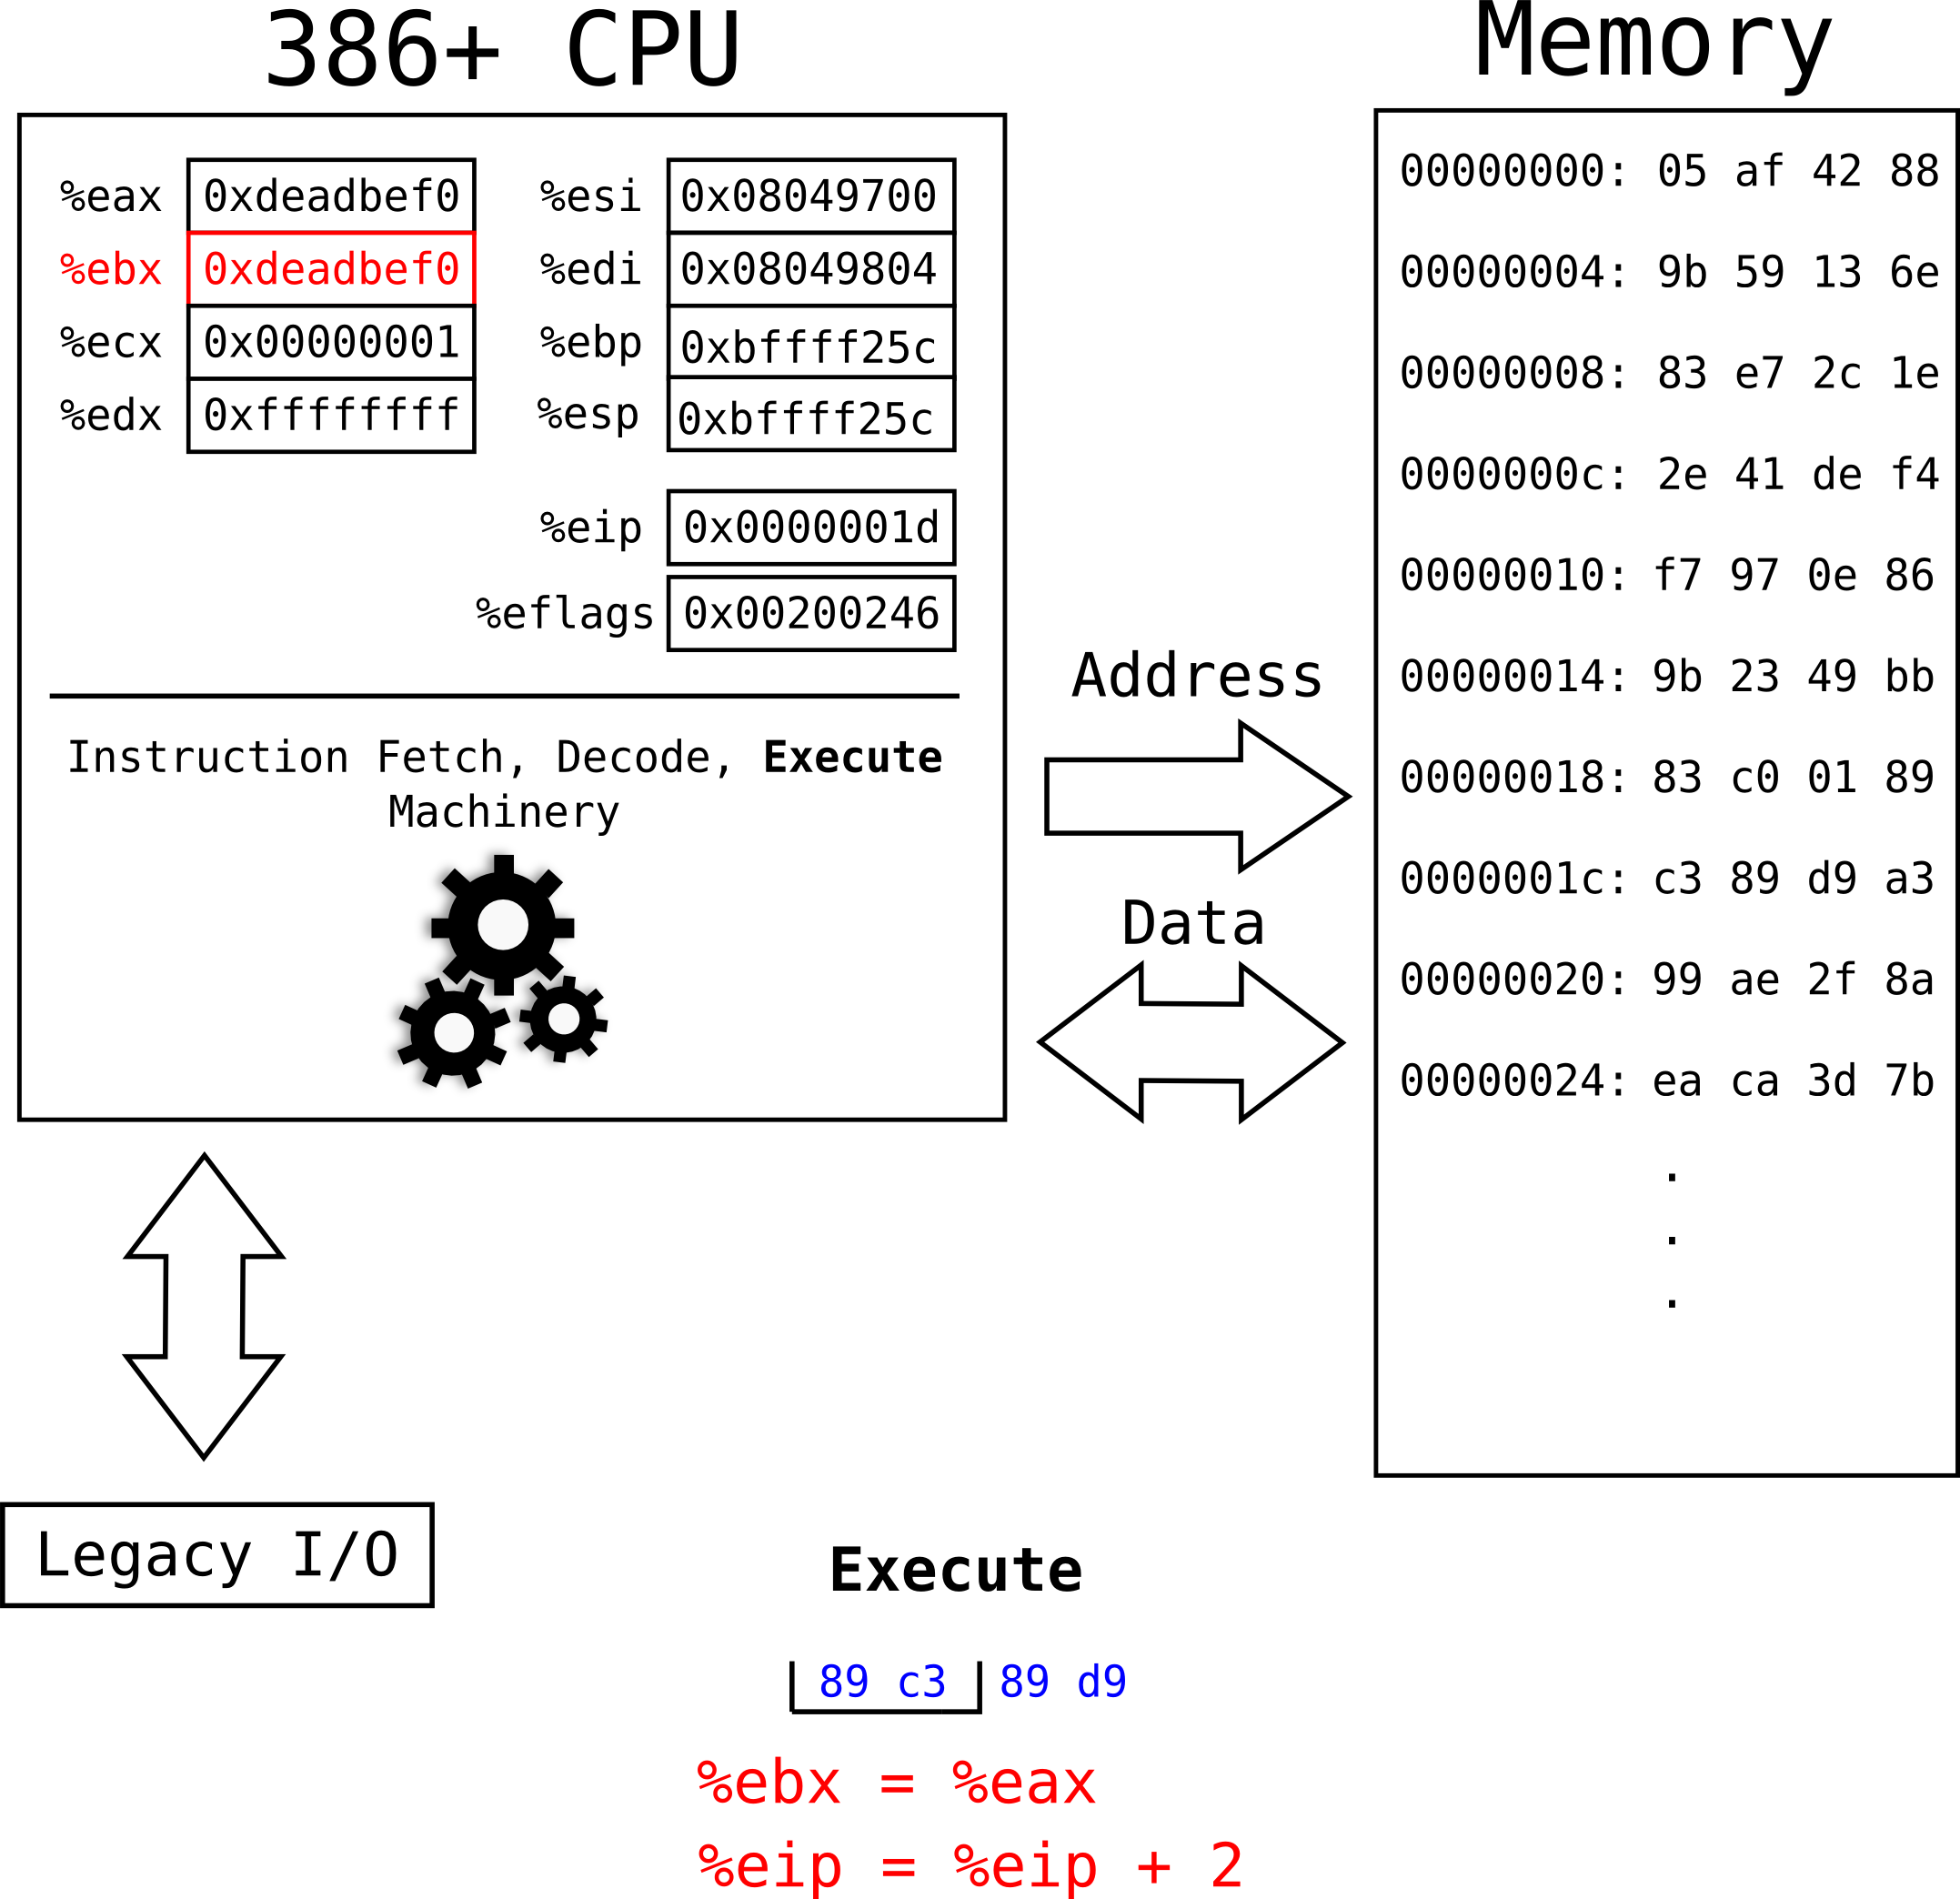 386+ CPU
%eax 0xdeadbef0
%ebx 0xdeadbef0
%ecx 0x00000001
%edx 0xffffffff
%esi 0x08049700
%edi 0x08049804
%ebp 0xbffff25c
%esp 0xbffff25c
%eip 0x0000001d
%eflags 0x00200246
Instruction Fetch, Decode, Execute
Machinery
Address
Data
Memory
00000000: 05 af 42 88
00000004: 9b 59 13 6e
00000008: 83 e7 2c 1e
0000000c: 2e 41 de f4
00000010: f7 97 0e 86
00000014: 9b 23 49 bb
00000018: 83 c0 01 89
0000001c: c3 89 d9 a3
00000020: 99 ae 2f 8a
00000024: ea ca 3d 7b
.
.
.
Legacy I/O
Execute
89 c3 89 d9
%ebx = %eax
%eip = %eip + 2